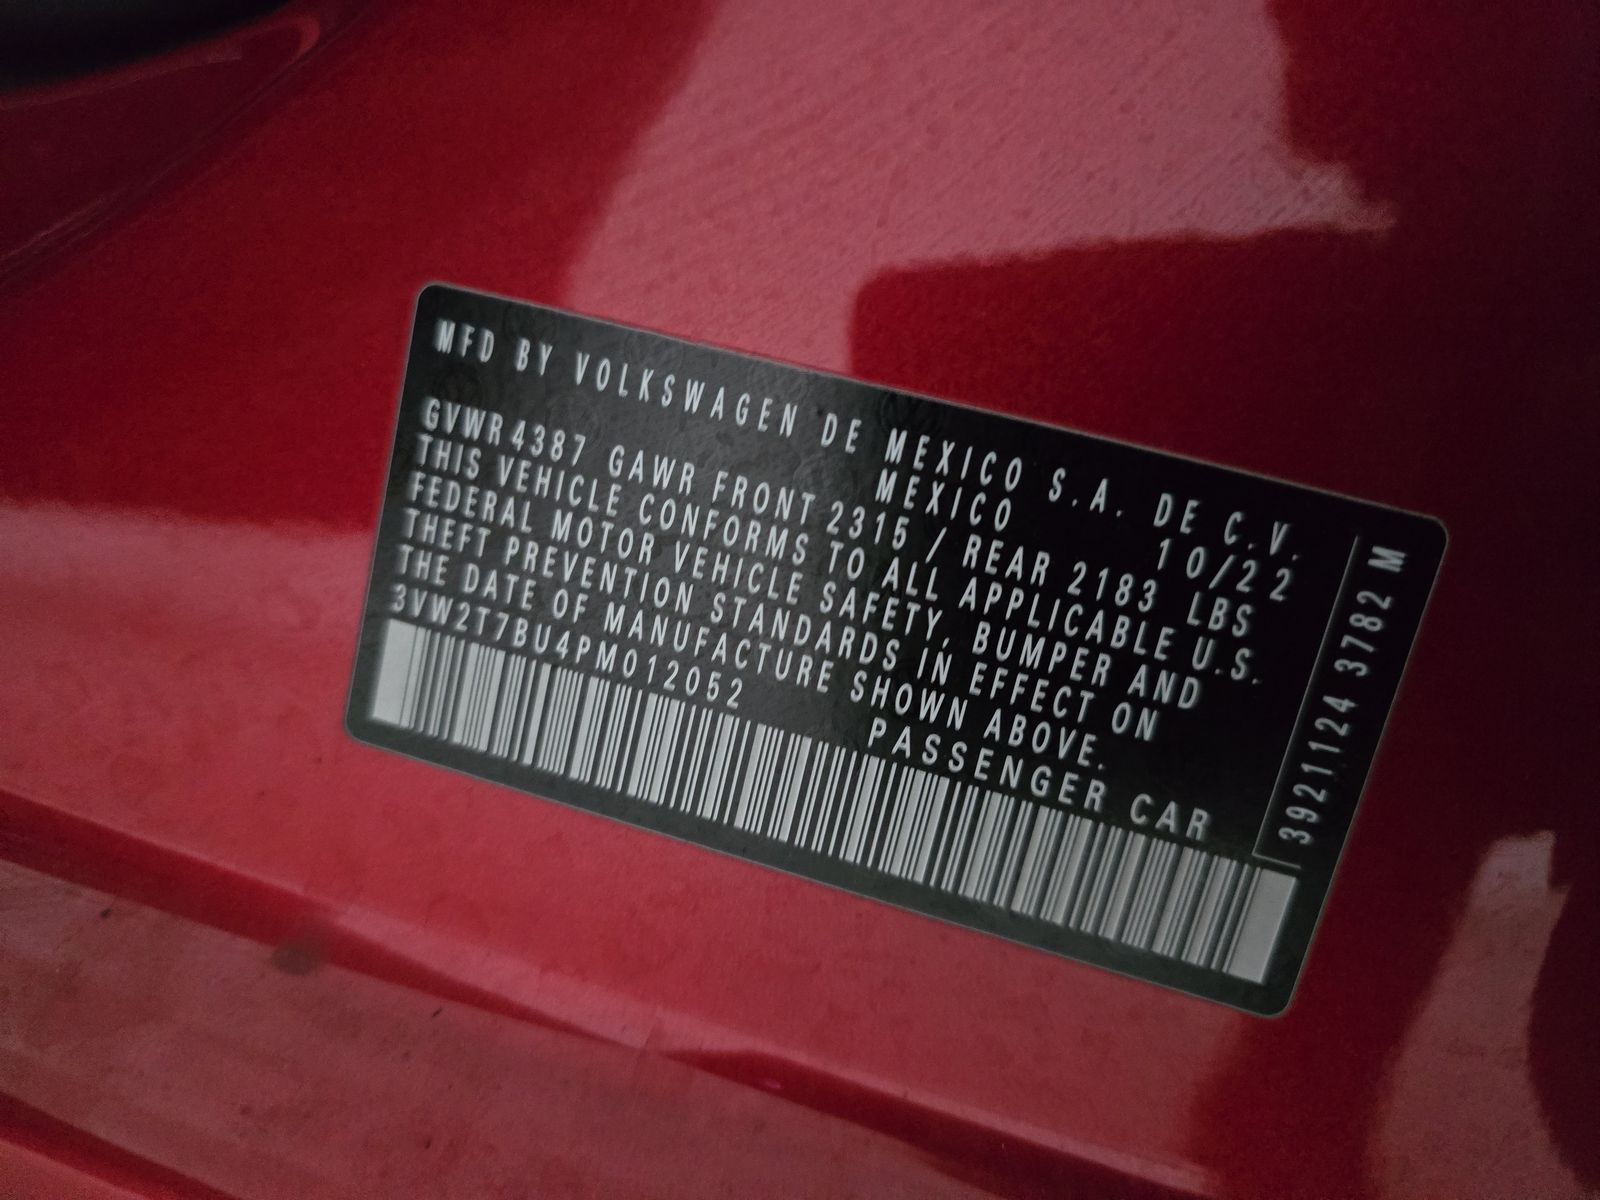 MFD BY VOLKSWAGEN DE MEXICO S.A. DE C.V.
MEXICO 10/22
GVWR 4387 GAWR FRONT 2315 / REAR 2183 LBS
THIS VEHICLE CONFORMS TO ALL APPLICABLE U.S.
FEDERAL MOTOR VEHICLE SAFETY, BUMPER AND
THEFT PREVENTION STANDARDS IN EFFECT ON
THE DATE OF MANUFACTURE SHOWN ABOVE.
3VW2T7BU4PM012052 PASSENGER CAR
3921124 3782 M